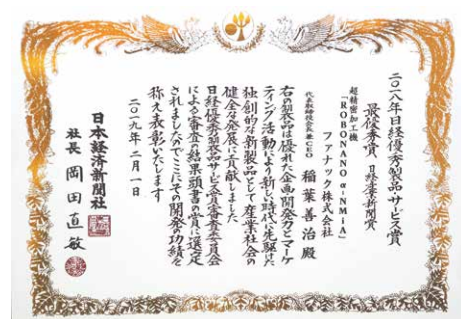 二〇一八年日経優秀製品・サービス賞
最優秀賞 日経産業新聞賞
超精密加工機
「ROBONANO α-NMiA」
ファナック株式会社
代表取締役会長兼CEO 稲葉善治 殿
右の製品は優れた企画開発力とマーケ
ティング活動により新しい時代に先駆けた
独創的な新製品として産業社会の
健全な発展に貢献しました
日経優秀製品・サービス賞審査委員会
による審査の結果頭書の賞に選定
されましたのでここにその開発の功績を
称え表彰いたします
二〇一九年二月一日
日本経済新聞社
社長 岡田直敏